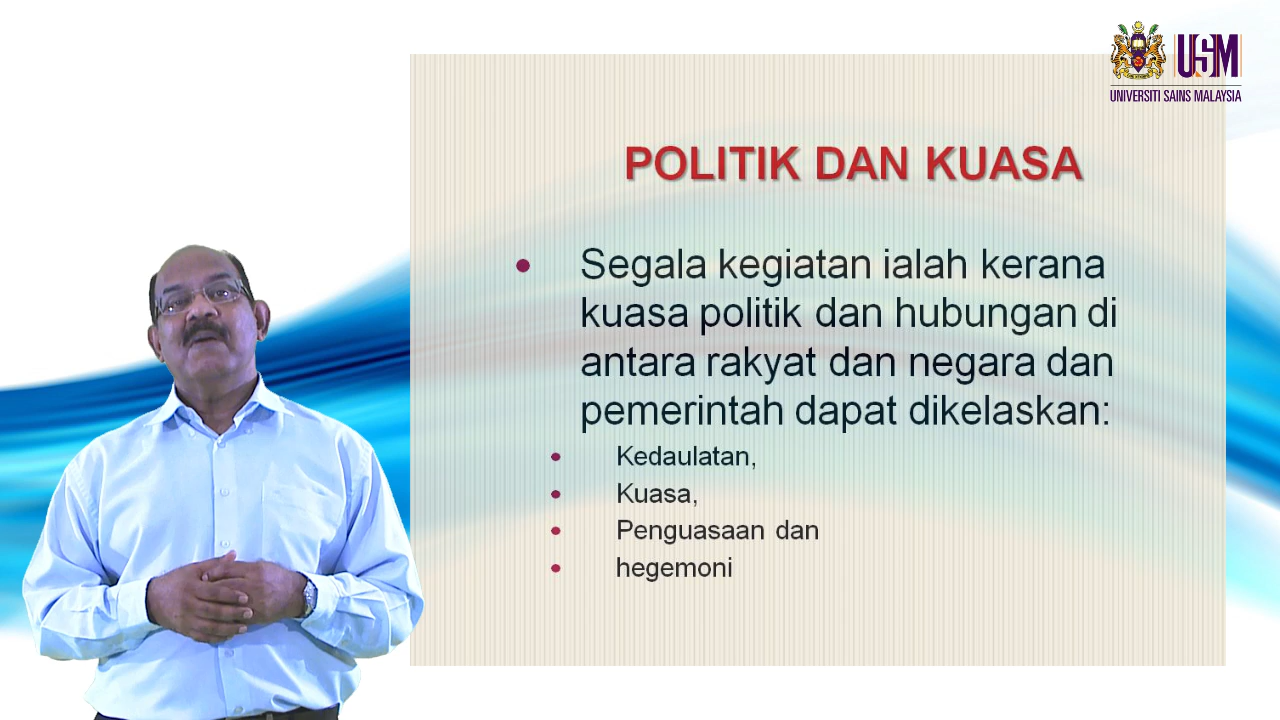 USM
UNIVERSITI SAINS MALAYSIA
POLITIK DAN KUASA
• Segala kegiatan ialah kerana
kuasa politik dan hubungan di
antara rakyat dan negara dan
pemerintah dapat dikelaskan:
• Kedaulatan,
• Kuasa,
• Penguasaan dan
• hegemoni